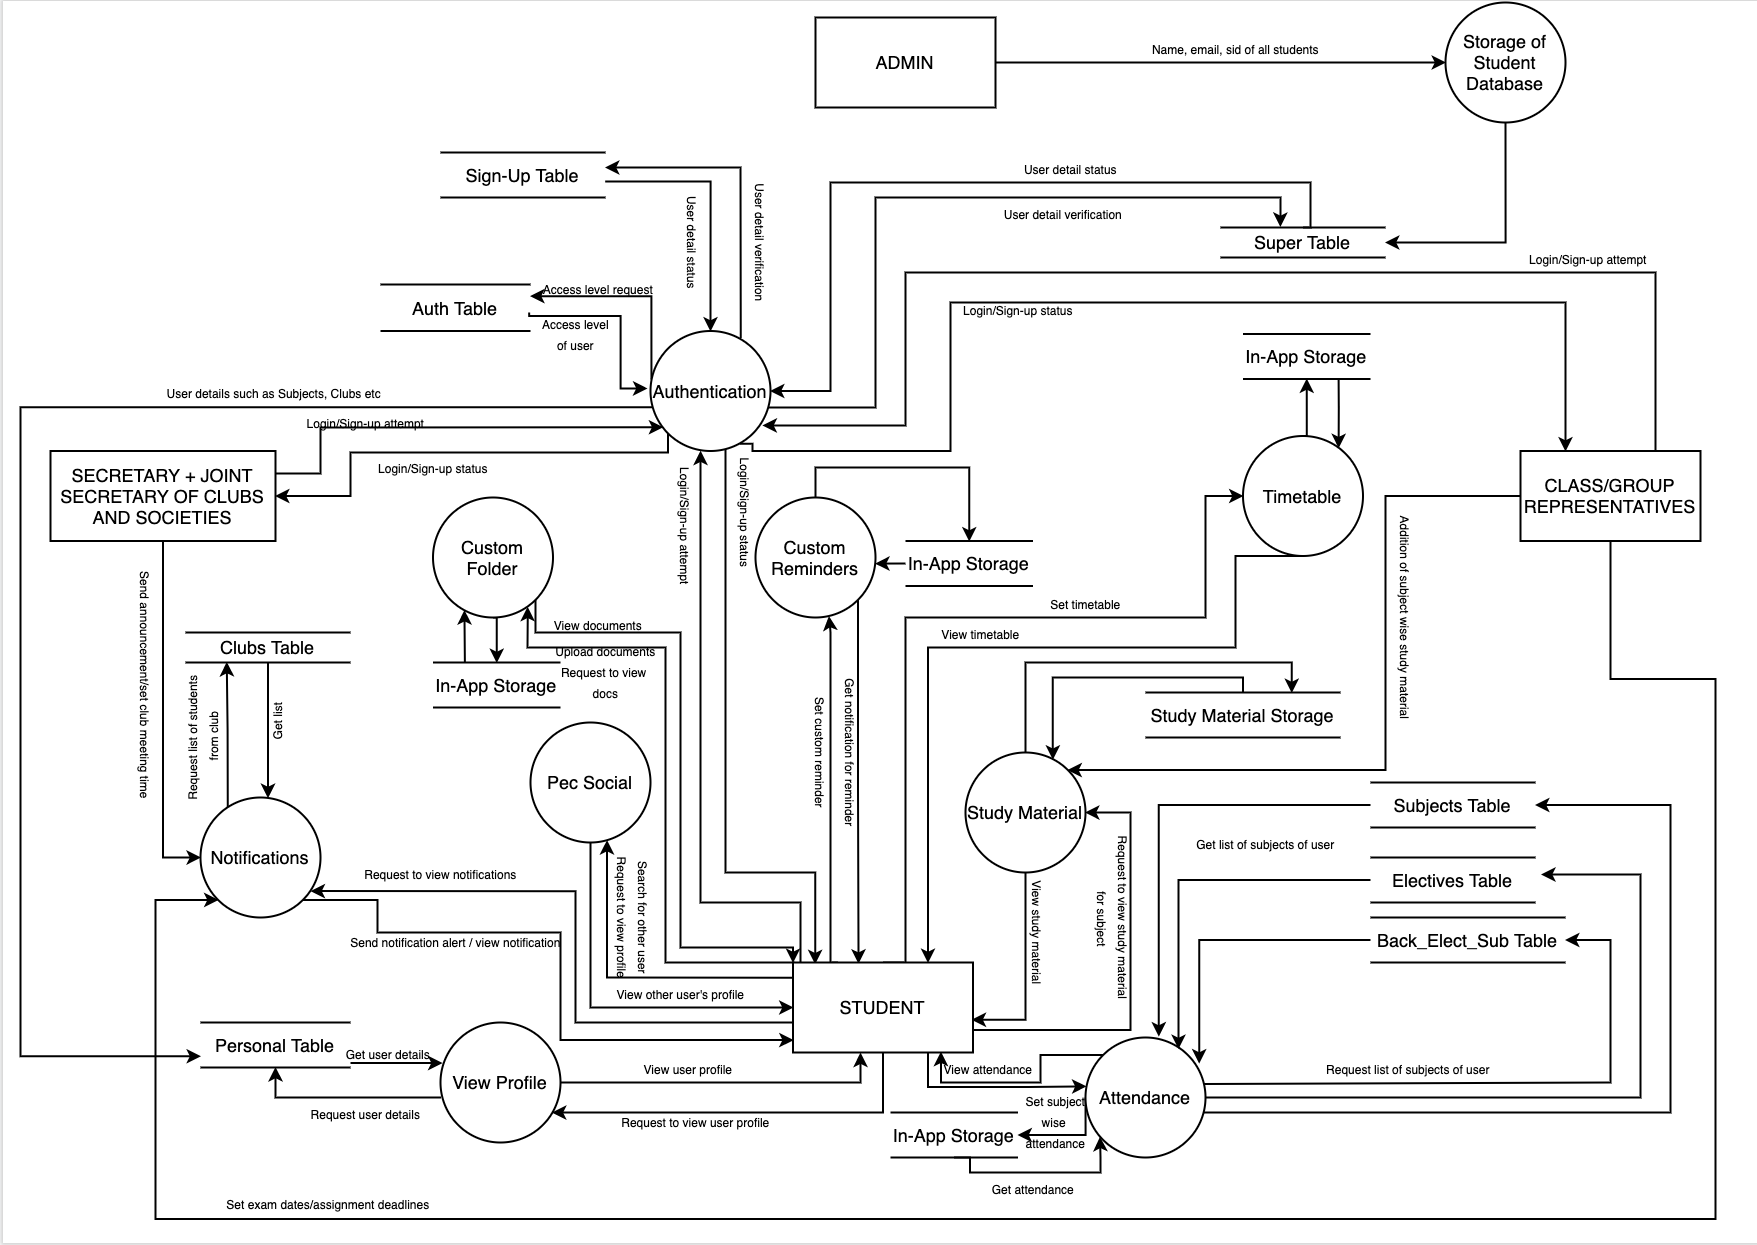 ADMIN
Name, email, sid of all students
Storage of
Student
Database
Sign-Up Table
User detail status
User detail verification
User detail status
User detail verification
Super Table
Login/Sign-up attempt
Auth Table
Access level request
Access level
of user
Login/Sign-up status
In-App Storage
Authentication
User details such as Subjects, Clubs etc
Login/Sign-up attempt
Login/Sign-up status
SECRETARY + JOINT
SECRETARY OF CLUBS
AND SOCIETIES
Login/Sign-up attempt
Login/Sign-up status
Timetable
CLASS/GROUP
REPRESENTATIVES
Custom
Folder
Custom
Reminders
In-App Storage
Addition of subject wise study material
Set timetable
View timetable
Send announcement/set club meeting time
Clubs Table
View documents
Upload documents
Request to view
docs
In-App Storage
Request list of students
from club
Get list
Set custom reminder
Get notification for reminder
Study Material Storage
Pec Social
Study Material
Subjects Table
Get list of subjects of user
Notifications
Request to view notifications
Search for other user
Request to view profile
View study material
Request to view study material
for subject
Electives Table
Back_Elect_Sub Table
Send notification alert / view notification
View other user's profile
STUDENT
Personal Table
Get user details
View Profile
View user profile
View attendance
Request list of subjects of user
Attendance
Request user details
Request to view user profile
Set subject
wise
attendance
In-App Storage
Get attendance
Set exam dates/assignment deadlines